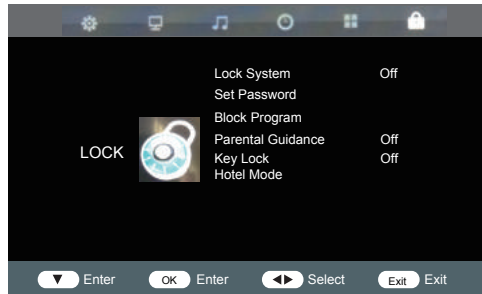 Lock System Off
Set Password
Block Program
Parental Guidance Off
LOCK
Key Lock Off
Hotel Mode
Enter OK Enter Select Exit Exit